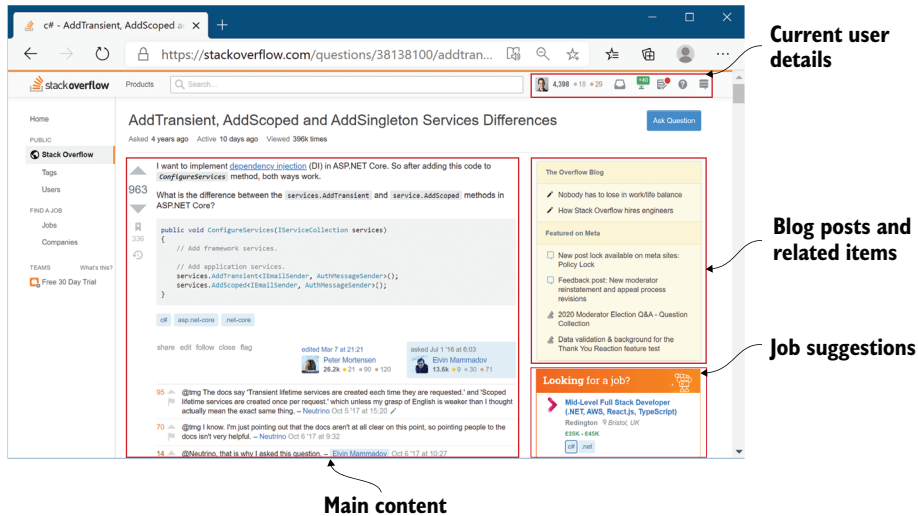 c# - AddTransient, AddScoped a
https://stackoverflow.com/questions/38138100/addtran...
Current user
details
stackoverflow
Products
Search...
4,398 18 29
+40
Home
PUBLIC
Stack Overflow
Tags
Users
FIND A JOB
Jobs
Companies
TEAMS What's this?
Free 30 Day Trial
AddTransient, AddScoped and AddSingleton Services Differences
Asked 4 years ago Active 10 days ago Viewed 396k times
Ask Question
963
336
I want to implement dependency injection (DI) in ASP.NET Core. So after adding this code to
ConfigureServices method, both ways work.
What is the difference between the services.AddTransient and service.AddScoped methods in
ASP.NET Core?
public void ConfigureServices(IServiceCollection services)
{
// Add framework services.
// Add application services.
services.AddTransient<IEmailSender, AuthMessageSender>();
services.AddScoped<IEmailSender, AuthMessageSender>();
}
c# asp.net-core .net-core
share edit follow close flag
edited Mar 7 at 21:21
Peter Mortensen
26.2k 21 90 120
asked Jul 1 '16 at 6:03
Elvin Mammadov
13.6k 9 30 71
95 @tmg The docs say 'Transient lifetime services are created each time they are requested.' and 'Scoped
lifetime services are created once per request.' which unless my grasp of English is weaker than I thought
actually mean the exact same thing. – Neutrino Oct 5 '17 at 15:20
70 @tmg I know. I'm just pointing out that the docs aren't at all clear on this point, so pointing people to the
docs isn't very helpful. – Neutrino Oct 6 '17 at 9:32
14 @Neutrino, that is why I asked this question. – Elvin Mammadov Oct 6 '17 at 10:27
The Overflow Blog
Nobody has to lose in work/life balance
How Stack Overflow hires engineers
Featured on Meta
New post lock available on meta sites:
Policy Lock
Feedback post: New moderator
reinstatement and appeal process
revisions
2020 Moderator Election Q&A - Question
Collection
Data validation & background for the
Thank You Reaction feature test
Blog posts and
related items
Job suggestions
Looking for a job?
Mid-Level Full Stack Developer
(.NET, AWS, React.js, TypeScript)
Redington Bristol, UK
£35K - £45K
c# .net
Main content